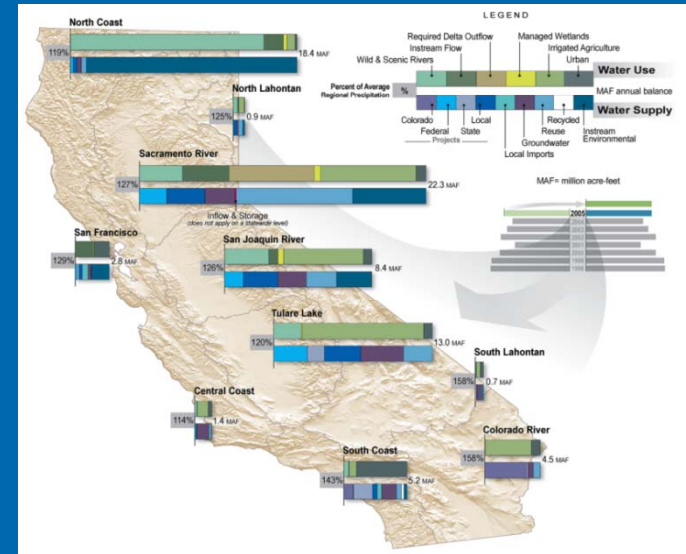 LEGEND
Required Delta Outflow
Managed Wetlands
Instream Flow
Irrigated Agriculture
Wild & Scenic Rivers
Urban
Water Use
Percent of Average
Regional Precipitation
%
MAF annual balance
Water Supply
Colorado
Federal
State
Local
Recycled
Instream
Environmental
Projects
Reuse
Groundwater
Local Imports
MAF= million acre-feet
2005
1998
North Coast
119%
18.4 MAF
North Lahontan
125%
0.9 MAF
Sacramento River
127%
22.3 MAF
Inflow & Storage
(does not apply on a statewide level)
San Francisco
129%
2.8 MAF
San Joaquin River
126%
8.4 MAF
Tulare Lake
120%
13.0 MAF
South Lahontan
158%
0.7 MAF
Central Coast
114%
1.4 MAF
Colorado River
158%
4.5 MAF
South Coast
143%
5.2 MAF